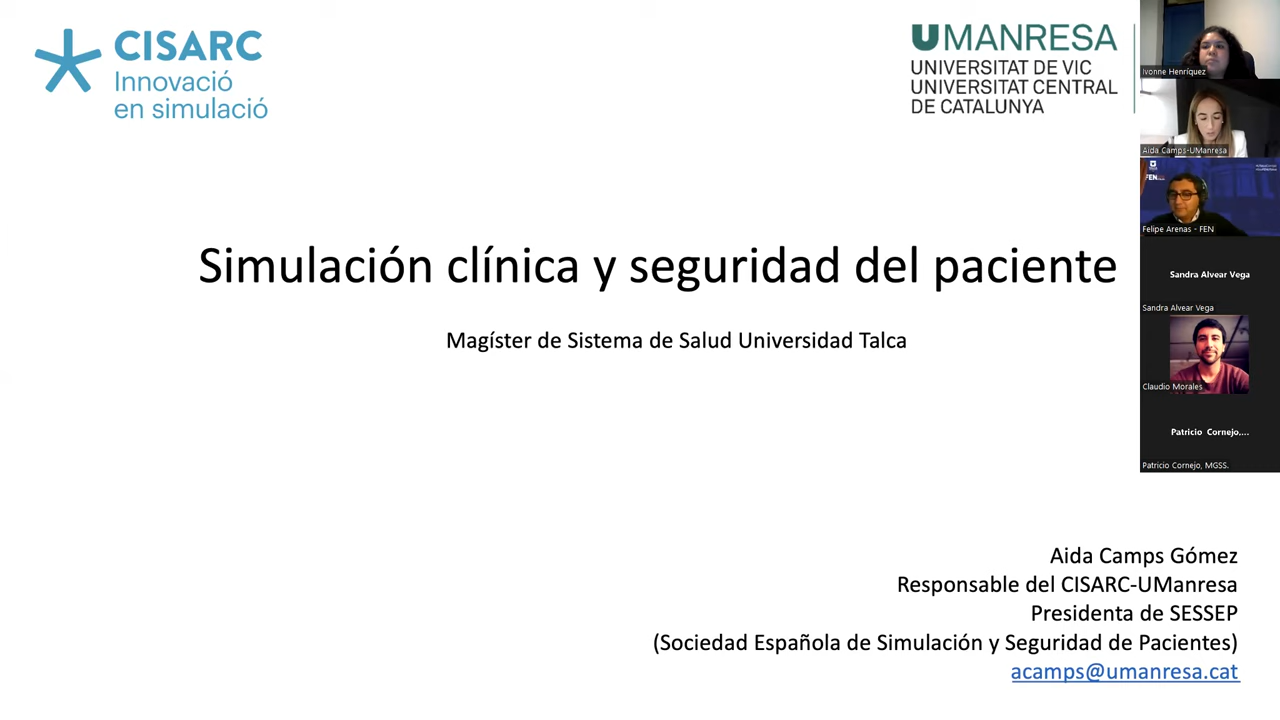 CISARC
Innovació
en simulació
UMANRESA
UNIVERSITAT DE VIC
UNIVERSITAT CENTRAL
DE CATALUNYA
Simulación clínica y seguridad del paciente
Magíster de Sistema de Salud Universidad Talca
Aida Camps Gómez
Responsable del CISARC-UManresa
Presidenta de SESSEP
(Sociedad Española de Simulación y Seguridad de Pacientes)
acamps@umanresa.cat
Ivonne Henríquez
Aida Camps-UManresa
FEN
Felipe Arenas - FEN
Sandra Alvear Vega
Sandra Alvear Vega
Claudio Morales
Patricio Cornejo,...
Patricio Cornejo, MGSS.